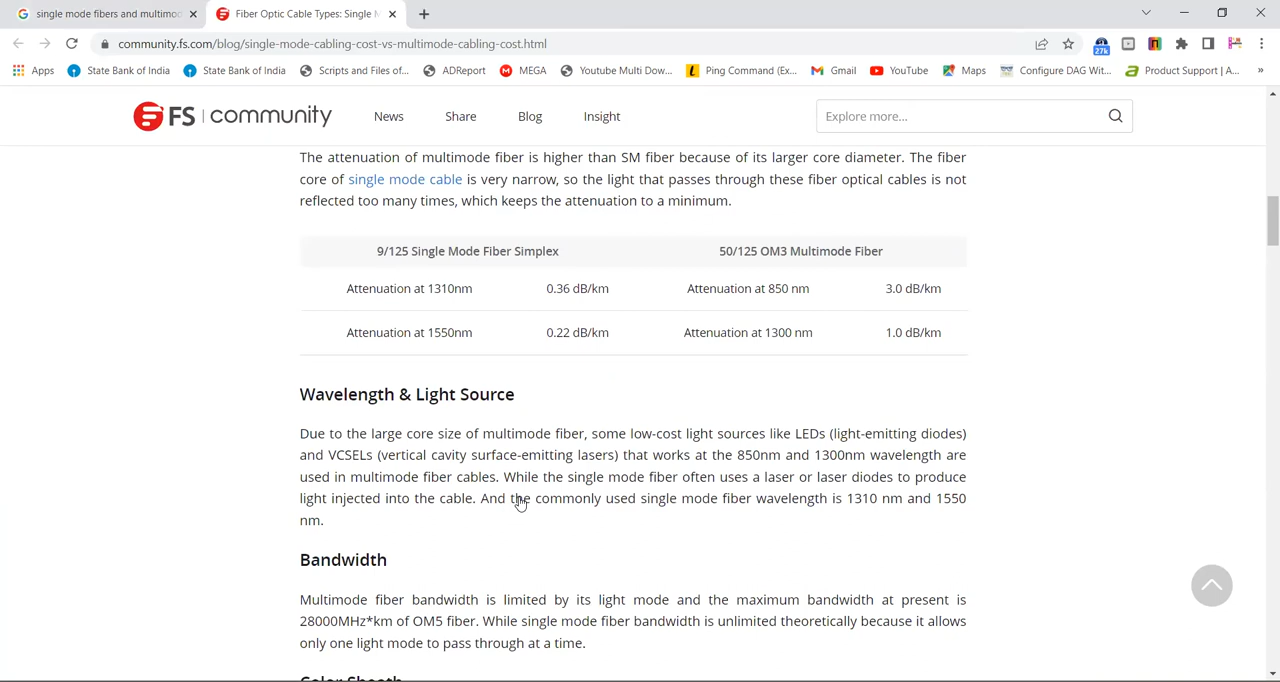 single mode fibers and multimod
Fiber Optic Cable Types: Single M
community.fs.com/blog/single-mode-cabling-cost-vs-multimode-cabling-cost.html
27k
Apps
State Bank of India
State Bank of India
Scripts and Files of...
ADReport
MEGA
Youtube Multi Dow...
Ping Command (Ex...
Gmail
YouTube
Maps
Configure DAG Wit...
Product Support | A...
»
FS | community
News
Share
Blog
Insight
Explore more...
The attenuation of multimode fiber is higher than SM fiber because of its larger core diameter. The fiber
core of single mode cable is very narrow, so the light that passes through these fiber optical cables is not
reflected too many times, which keeps the attenuation to a minimum.
9/125 Single Mode Fiber Simplex 50/125 OM3 Multimode Fiber
Attenuation at 1310nm 0.36 dB/km Attenuation at 850 nm 3.0 dB/km
Attenuation at 1550nm 0.22 dB/km Attenuation at 1300 nm 1.0 dB/km
Wavelength & Light Source
Due to the large core size of multimode fiber, some low-cost light sources like LEDs (light-emitting diodes)
and VCSELs (vertical cavity surface-emitting lasers) that works at the 850nm and 1300nm wavelength are
used in multimode fiber cables. While the single mode fiber often uses a laser or laser diodes to produce
light injected into the cable. And the commonly used single mode fiber wavelength is 1310 nm and 1550
nm.
Bandwidth
Multimode fiber bandwidth is limited by its light mode and the maximum bandwidth at present is
28000MHz*km of OM5 fiber. While single mode fiber bandwidth is unlimited theoretically because it allows
only one light mode to pass through at a time.
Color Sheath